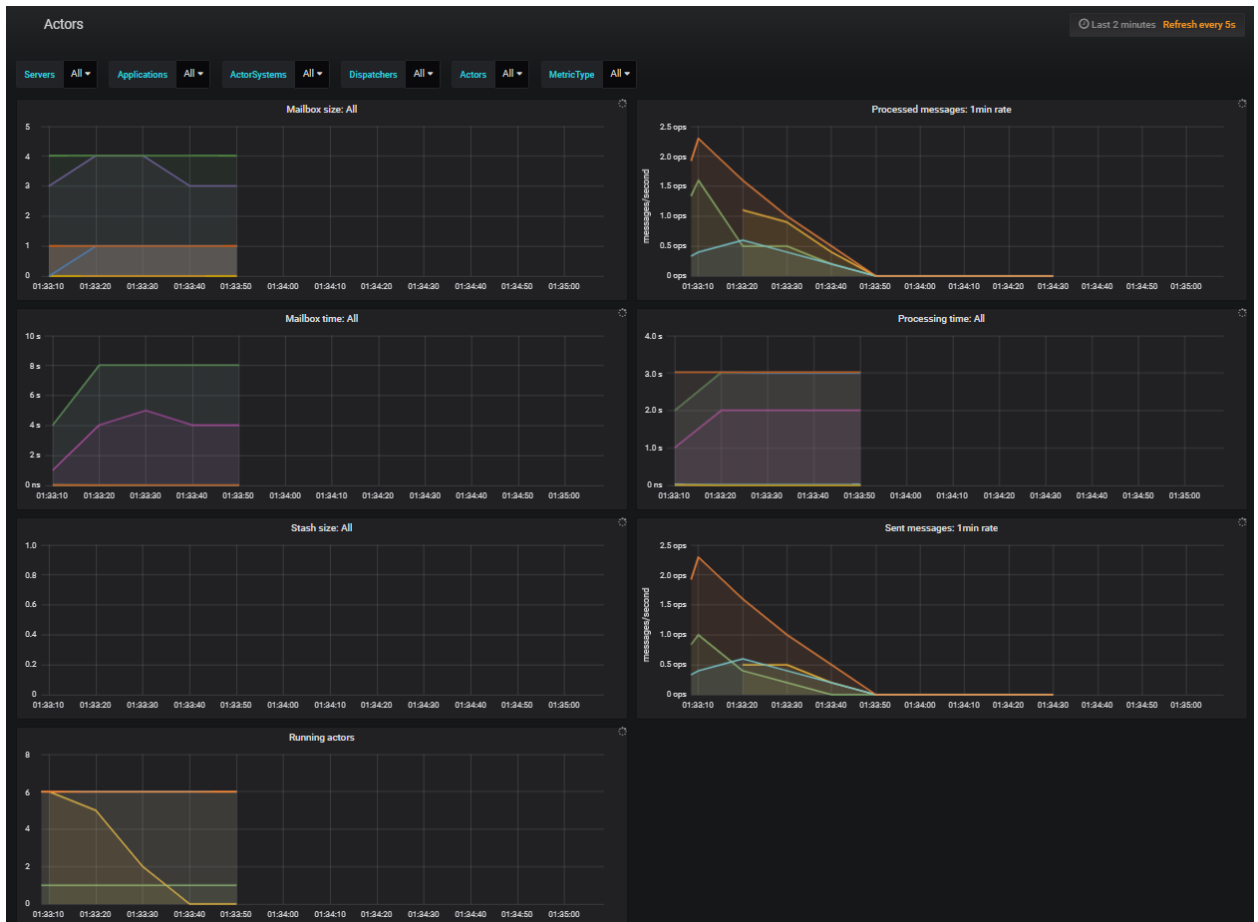 Actors
Last 2 minutes Refresh every 5s
Servers All Applications All ActorSystems All Dispatchers All Actors All MetricType All
Mailbox size: All
5
4
3
2
1
0
01:33:10 01:33:20 01:33:30 01:33:40 01:33:50 01:34:00 01:34:10 01:34:20 01:34:30 01:34:40 01:34:50 01:35:00
Processed messages: 1min rate
messages/second
2.5 ops
2.0 ops
1.5 ops
1.0 ops
0.5 ops
0 ops
01:33:10 01:33:20 01:33:30 01:33:40 01:33:50 01:34:00 01:34:10 01:34:20 01:34:30 01:34:40 01:34:50 01:35:00
Mailbox time: All
10 s
8 s
6 s
4 s
2 s
0 ns
01:33:10 01:33:20 01:33:30 01:33:40 01:33:50 01:34:00 01:34:10 01:34:20 01:34:30 01:34:40 01:34:50 01:35:00
Processing time: All
4.0 s
3.0 s
2.0 s
1.0 s
0 ns
01:33:10 01:33:20 01:33:30 01:33:40 01:33:50 01:34:00 01:34:10 01:34:20 01:34:30 01:34:40 01:34:50 01:35:00
Stash size: All
1.0
0.8
0.6
0.4
0.2
0
01:33:10 01:33:20 01:33:30 01:33:40 01:33:50 01:34:00 01:34:10 01:34:20 01:34:30 01:34:40 01:34:50 01:35:00
Sent messages: 1min rate
messages/second
2.5 ops
2.0 ops
1.5 ops
1.0 ops
0.5 ops
0 ops
01:33:10 01:33:20 01:33:30 01:33:40 01:33:50 01:34:00 01:34:10 01:34:20 01:34:30 01:34:40 01:34:50 01:35:00
Running actors
8
6
4
2
0
01:33:10 01:33:20 01:33:30 01:33:40 01:33:50 01:34:00 01:34:10 01:34:20 01:34:30 01:34:40 01:34:50 01:35:00